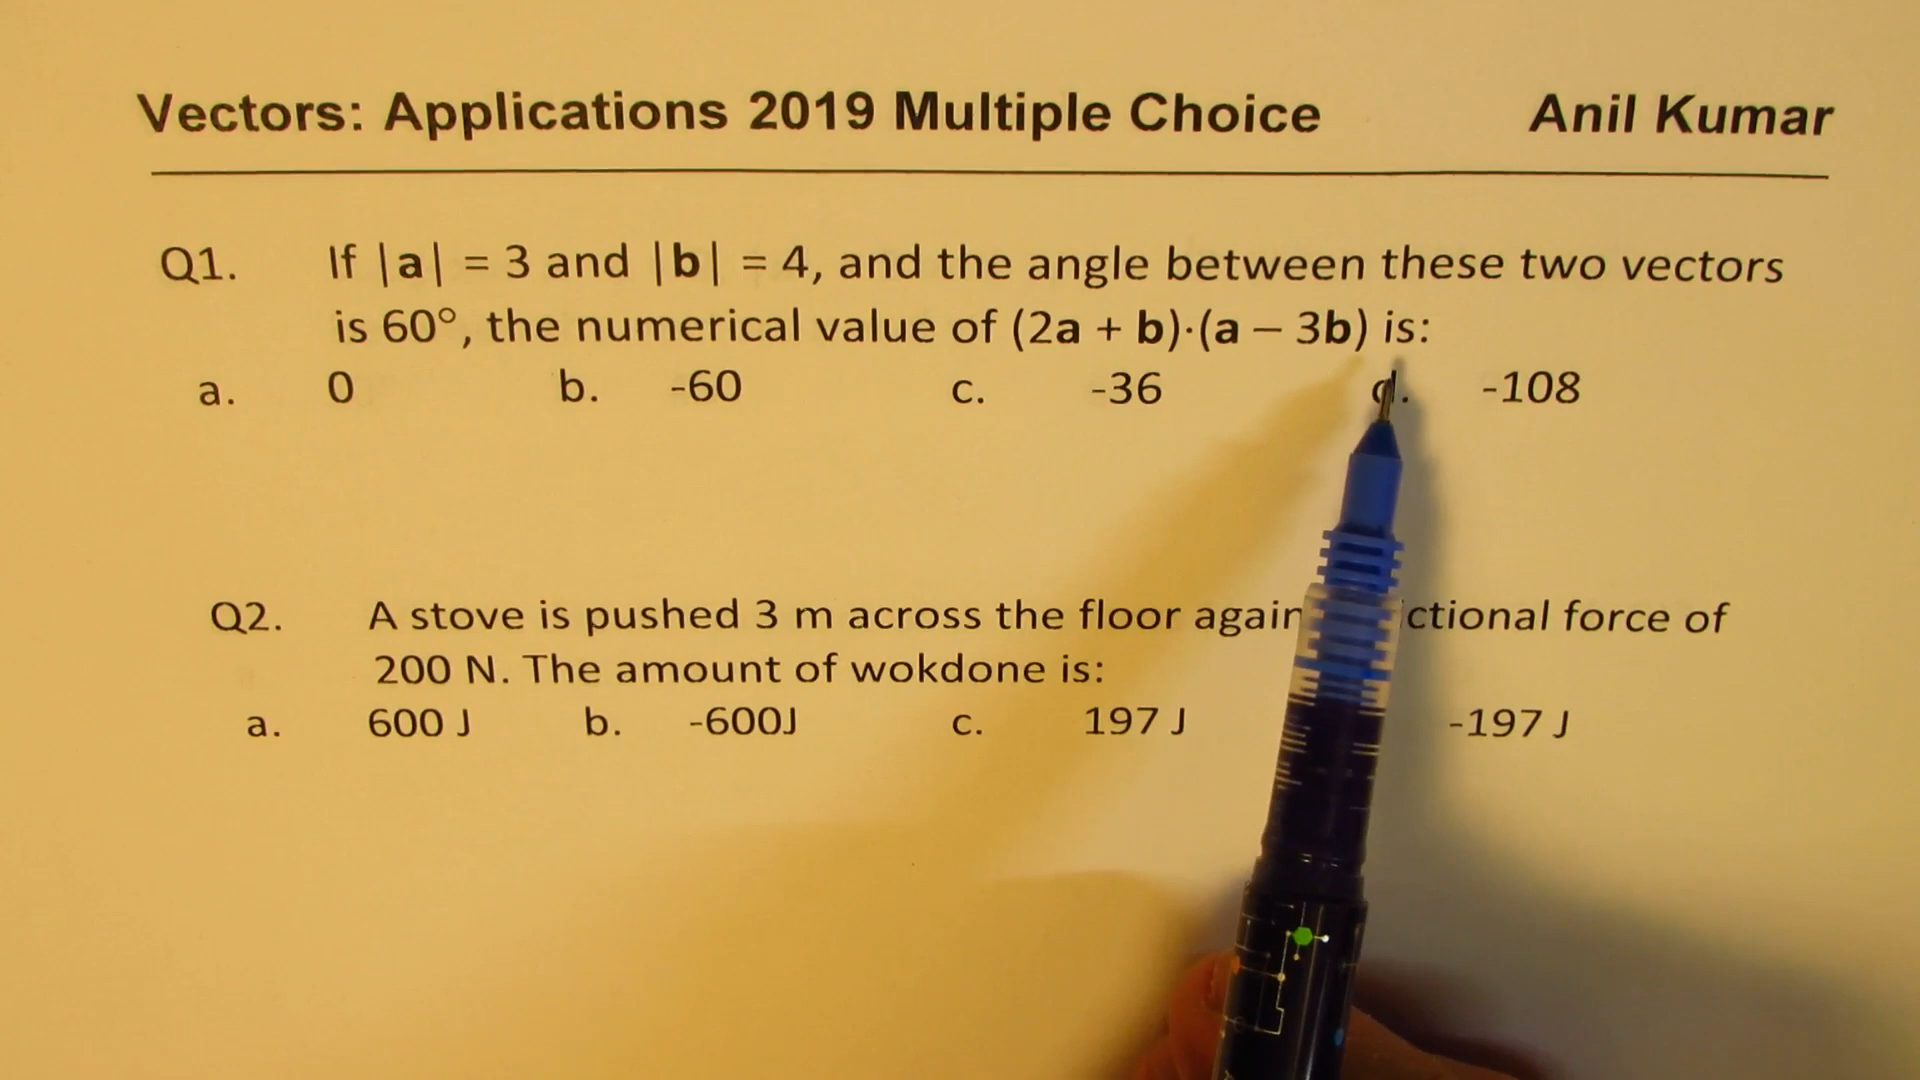 Vectors: Applications 2019 Multiple Choice Anil Kumar
Q1. If |a| = 3 and |b| = 4, and the angle between these two vectors
is 60°, the numerical value of (2a + b)·(a – 3b) is:
a. 0 b. -60 c. -36 d. -108
Q2. A stove is pushed 3 m across the floor force of
200 N. The amount of wokdone is:
a. 600 J b. -600J c. 197 J -197 J